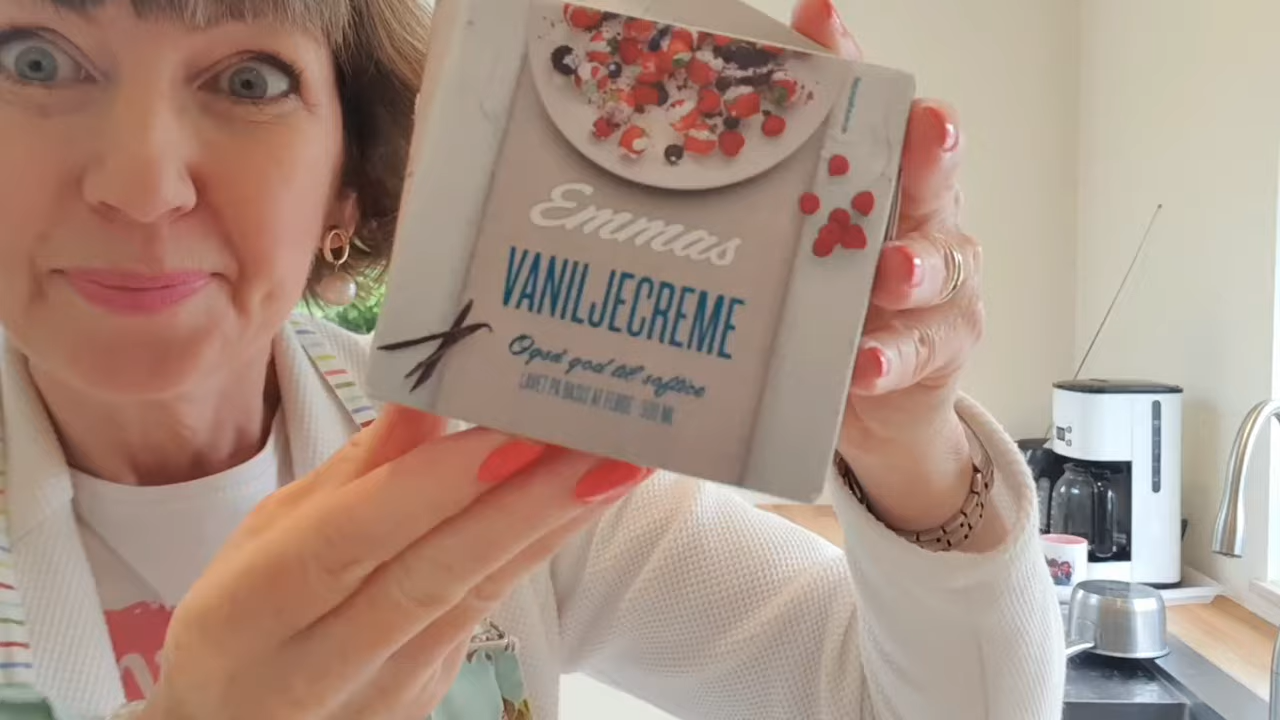 Emmas
VANILJECREME
Også god til softice
LAVET PÅ BASIS AF FLØDE · 500 ML